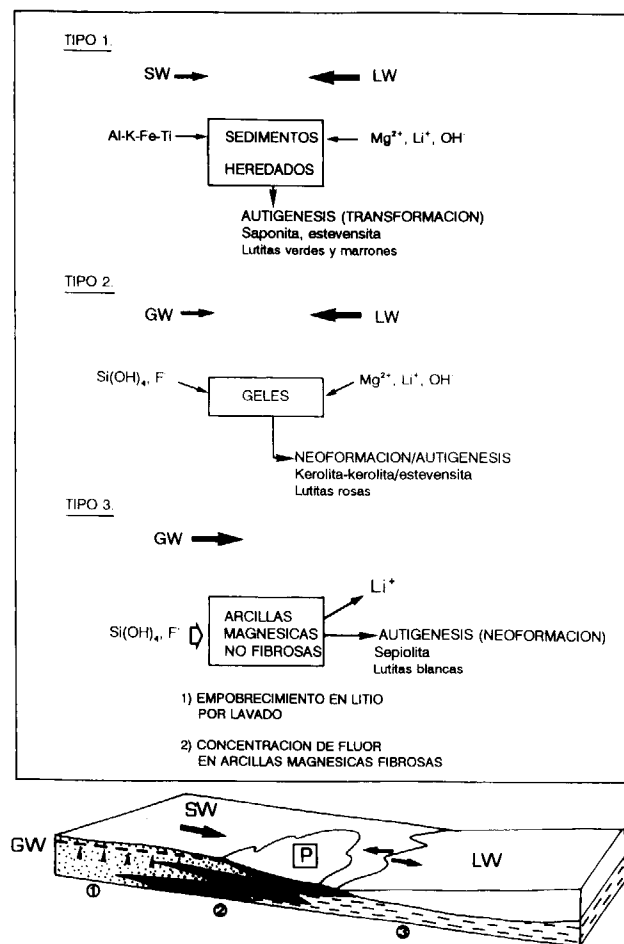 TIPO 1.
SW LW
Al-K-Fe-Ti SEDIMENTOS HEREDADOS Mg²⁺, Li⁺, OH⁻
AUTIGENESIS (TRANSFORMACION)
Saponita, estevensita
Lutitas verdes y marrones
TIPO 2.
GW LW
Si(OH)₄, F⁻ GELES Mg²⁺, Li⁺, OH⁻
NEOFORMACION/AUTIGENESIS
Kerolita-kerolita/estevensita
Lutitas rosas
TIPO 3.
GW
Li⁺
Si(OH)₄, F⁻
ARCILLAS
MAGNESICAS
NO FIBROSAS
AUTIGENESIS (NEOFORMACION)
Sepiolita
Lutitas blancas
1) EMPOBRECIMIENTO EN LITIO
POR LAVADO
2) CONCENTRACION DE FLUOR
EN ARCILLAS MAGNESICAS FIBROSAS
SW
GW
P
LW
①
②
③